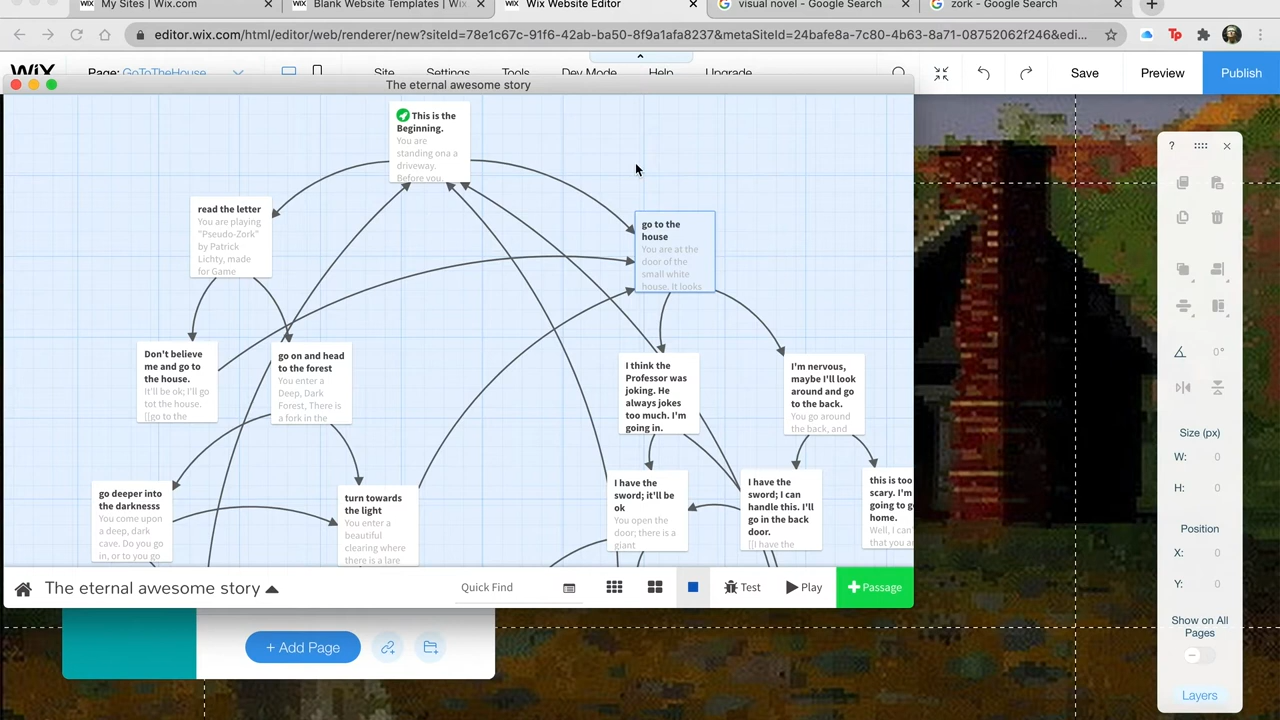 My Sites | Wix.com
Blank Website Templates | Wix
Wix Website Editor
visual novel - Google Search
zork - Google Search
editor.wix.com/html/editor/web/renderer/new?siteId=78e1c67c-91f6-42ab-ba50-8f9a1afa8237&metaSiteId=24bafe8a-7c80-4b63-8a71-08752062f246&edi...
WIX
Page: GoToTheHouse
Site
Settings
Tools
Dev Mode
Help
Upgrade
Save
Preview
Publish
The eternal awesome story
This is the
Beginning.
You are
standing ona a
driveway.
Before you,
read the letter
You are playing
"Pseudo-Zork"
by Patrick
Lichty, made
for Game
go to the
house
You are at the
door of the
small white
house. It looks
Don't believe
me and go to
the house.
It'll be ok; I'll go
tot the house.
[[go to the
go on and head
to the forest
You enter a
Deep, Dark
Forest, There is
a fork in the
I think the
Professor was
joking. He
always jokes
too much. I'm
going in.
I'm nervous,
maybe I'll look
around and go
to the back.
You go around
the back, and
go deeper into
the darknesss
You come upon
a deep, dark
cave. Do you go
in, or to you go
turn towards
the light
You enter a
beautiful
clearing where
there is a lare
I have the
sword; it'll be
ok
You open the
door; there is a
giant
I have the
sword; I can
handle this. I'll
go in the back
door.
[[I have the
this is too
scary. I'm
going to g
home.
Well, I can'
that you ar
The eternal awesome story
Quick Find
Test
Play
+Passage
+ Add Page
?
0°
Size (px)
W: 0
H: 0
Position
X: 0
Y: 0
Show on All
Pages
Layers